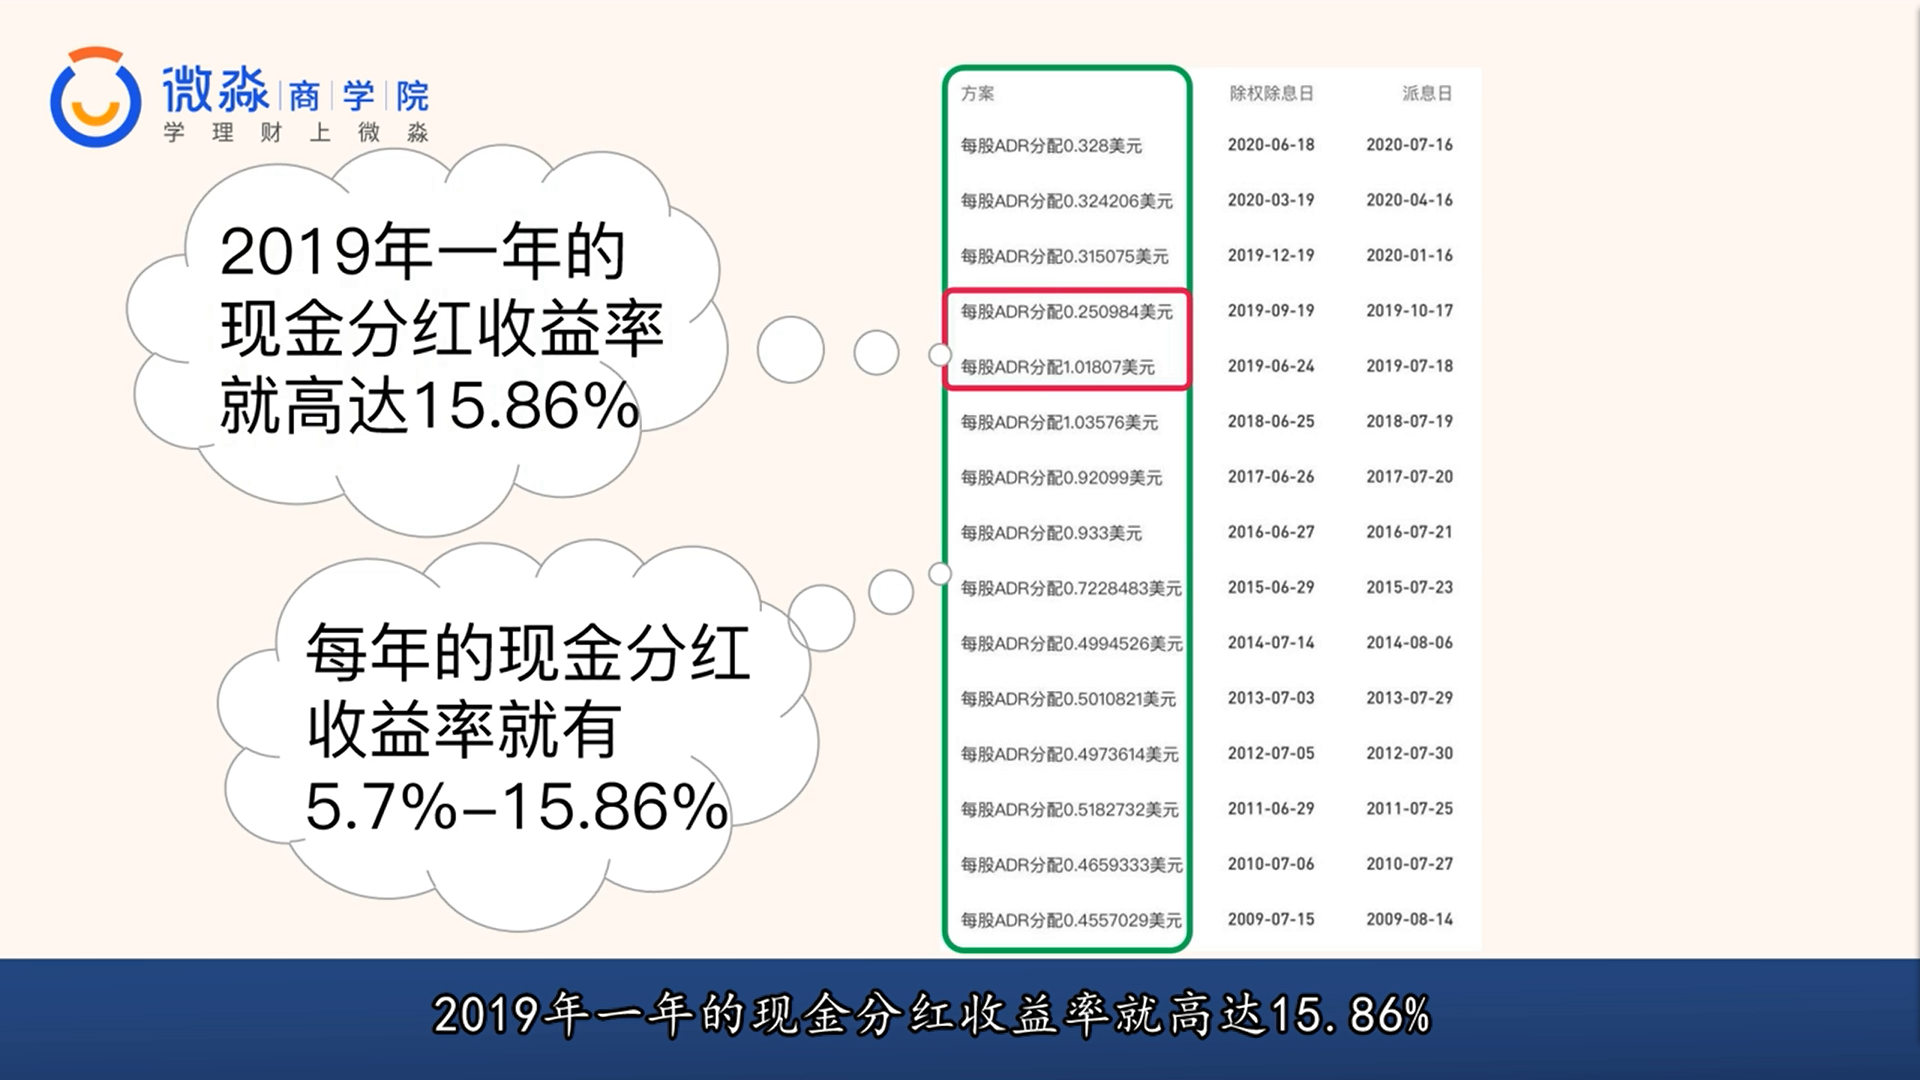 微淼商学院
学理财上微淼
2019年一年的
现金分红收益率
就高达15.86%
每年的现金分红
收益率就有
5.7%-15.86%
方案 除权除息日 派息日
每股ADR分配0.328美元 2020-06-18 2020-07-16
每股ADR分配0.324206美元 2020-03-19 2020-04-16
每股ADR分配0.315075美元 2019-12-19 2020-01-16
每股ADR分配0.250984美元 2019-09-19 2019-10-17
每股ADR分配1.01807美元 2019-06-24 2019-07-18
每股ADR分配1.03576美元 2018-06-25 2018-07-19
每股ADR分配0.92099美元 2017-06-26 2017-07-20
每股ADR分配0.933美元 2016-06-27 2016-07-21
每股ADR分配0.7228483美元 2015-06-29 2015-07-23
每股ADR分配0.4994526美元 2014-07-14 2014-08-06
每股ADR分配0.5010821美元 2013-07-03 2013-07-29
每股ADR分配0.4973614美元 2012-07-05 2012-07-30
每股ADR分配0.5182732美元 2011-06-29 2011-07-25
每股ADR分配0.4659333美元 2010-07-06 2010-07-27
每股ADR分配0.4557029美元 2009-07-15 2009-08-14
2019年一年的现金分红收益率就高达15.86%